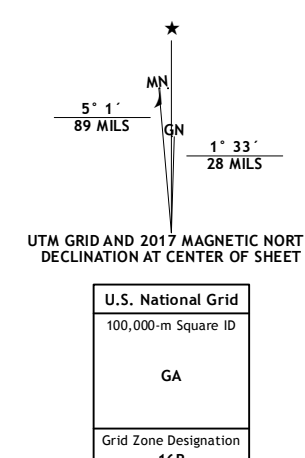 MN
5° 1´
89 MILS
GN
1° 33´
28 MILS
UTM GRID AND 2017 MAGNETIC NORT
DECLINATION AT CENTER OF SHEET
U.S. National Grid
100,000-m Square ID
GA
Grid Zone Designation